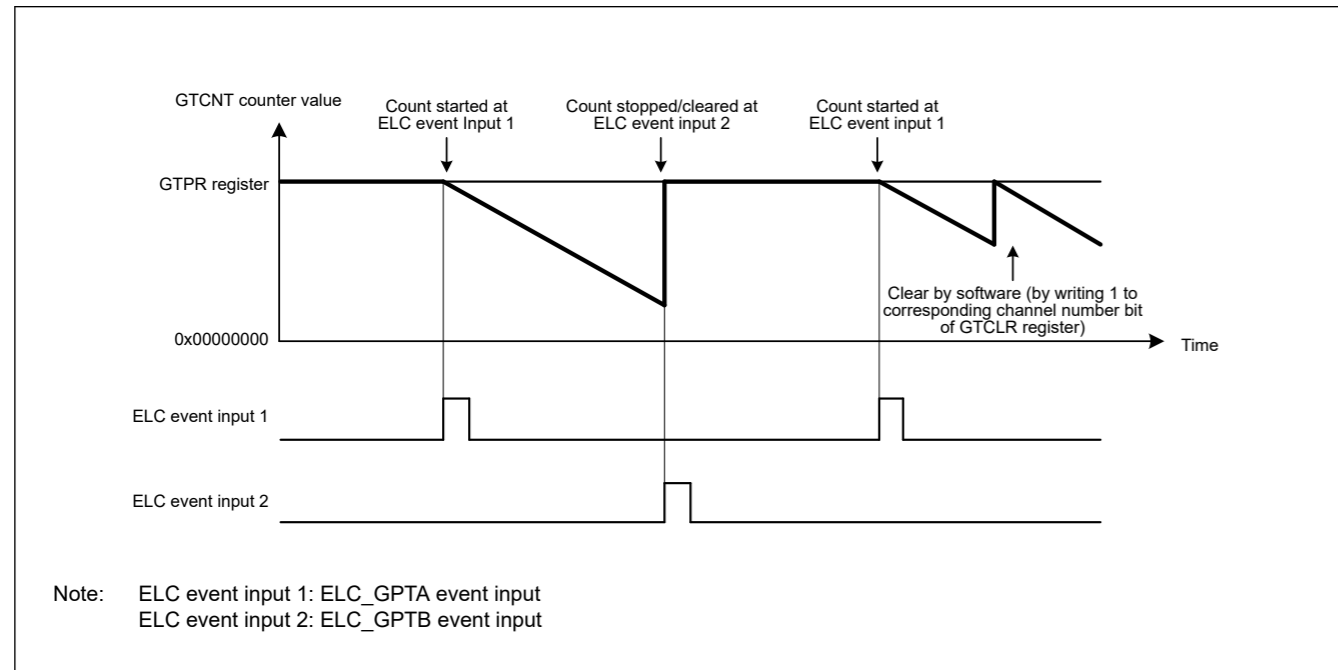 GTCNT counter value
Count started at
ELC event Input 1
Count stopped/cleared at
ELC event input 2
Count started at
ELC event input 1
GTPR register
Clear by software (by writing 1 to
corresponding channel number bit
of GTCLR register)
0x00000000
Time
ELC event input 1
ELC event input 2
Note: ELC event input 1: ELC_GPTA event input
ELC event input 2: ELC_GPTB event input